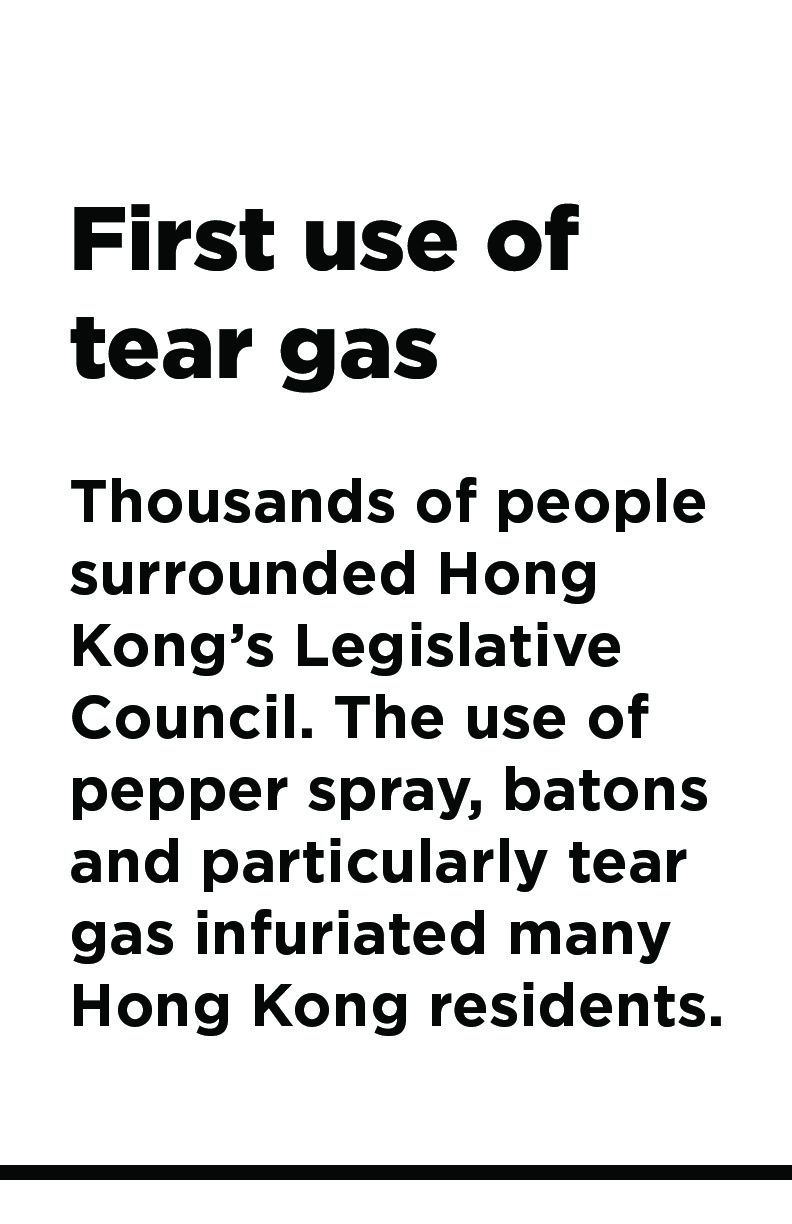 First use of
tear gas
Thousands of people
surrounded Hong
Kong’s Legislative
Council. The use of
pepper spray, batons
and particularly tear
gas infuriated many
Hong Kong residents.